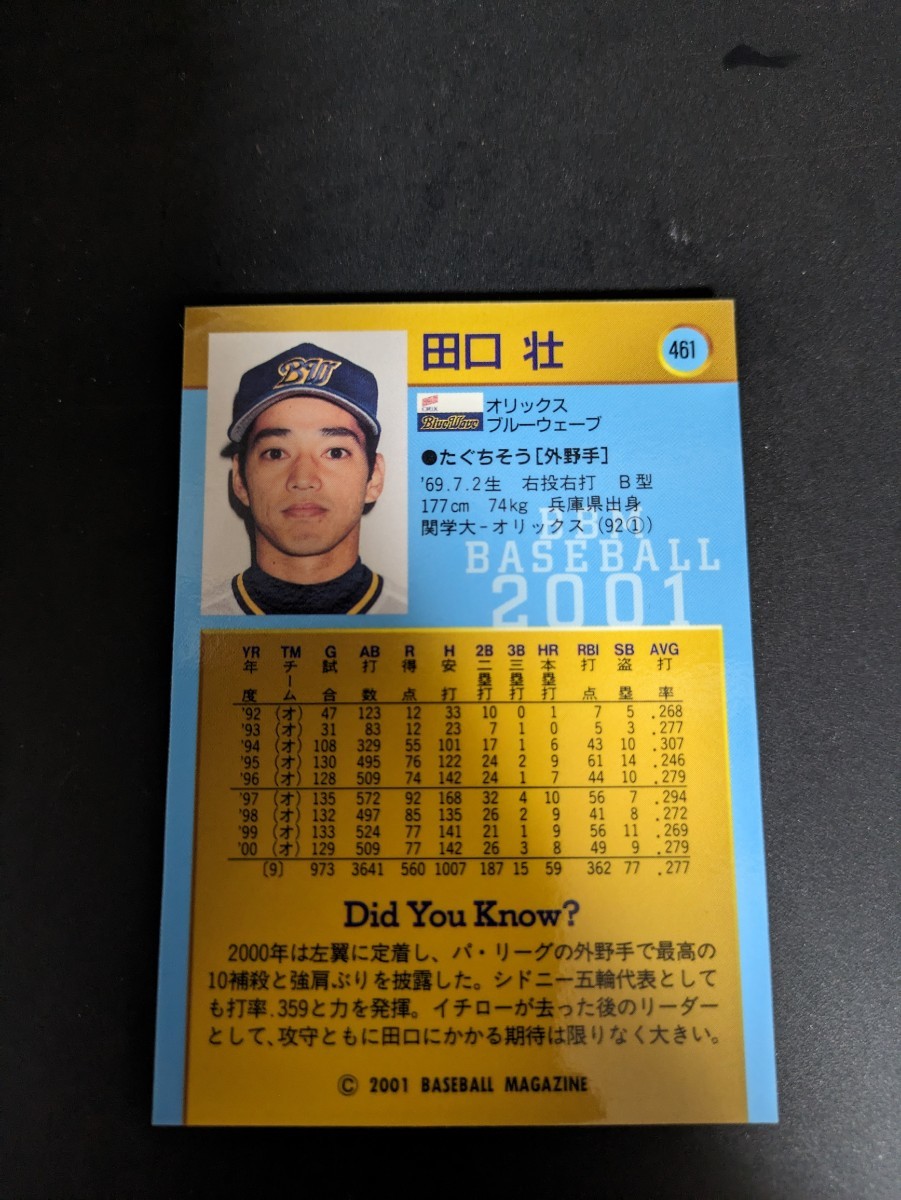 田口 壮
461
BW
ORIX
BlueWave
オリックス
ブルーウェーブ
●たぐちそう[外野手]
'69.7.2生 右投右打 B型
177cm 74kg 兵庫県出身
関学大-オリックス(92①)
BBM
BASEBALL
2001
YR TM G AB R H 2B 3B HR RBI SB AVG
年度 チーム 試合 打数 得点 安打 二塁打 三塁打 本塁打 打点 盗塁 打率
'92 (オ) 47 123 12 33 10 0 1 7 5 .268
'93 (オ) 31 83 12 23 7 1 0 5 3 .277
'94 (オ) 108 329 55 101 17 1 6 43 10 .307
'95 (オ) 130 495 76 122 24 2 9 61 14 .246
'96 (オ) 128 509 74 142 24 1 7 44 10 .279
'97 (オ) 135 572 92 168 32 4 10 56 7 .294
'98 (オ) 132 497 85 135 26 2 9 41 8 .272
'99 (オ) 133 524 77 141 21 1 9 56 11 .269
'00 (オ) 129 509 77 142 26 3 8 49 9 .279
(9) 973 3641 560 1007 187 15 59 362 77 .277
Did You Know?
2000年は左翼に定着し、パ・リーグの外野手で最高の
10補殺と強肩ぶりを披露した。シドニー五輪代表として
も打率.359と力を発揮。イチローが去った後のリーダー
として、攻守ともに田口にかかる期待は限りなく大きい。
© 2001 BASEBALL MAGAZINE